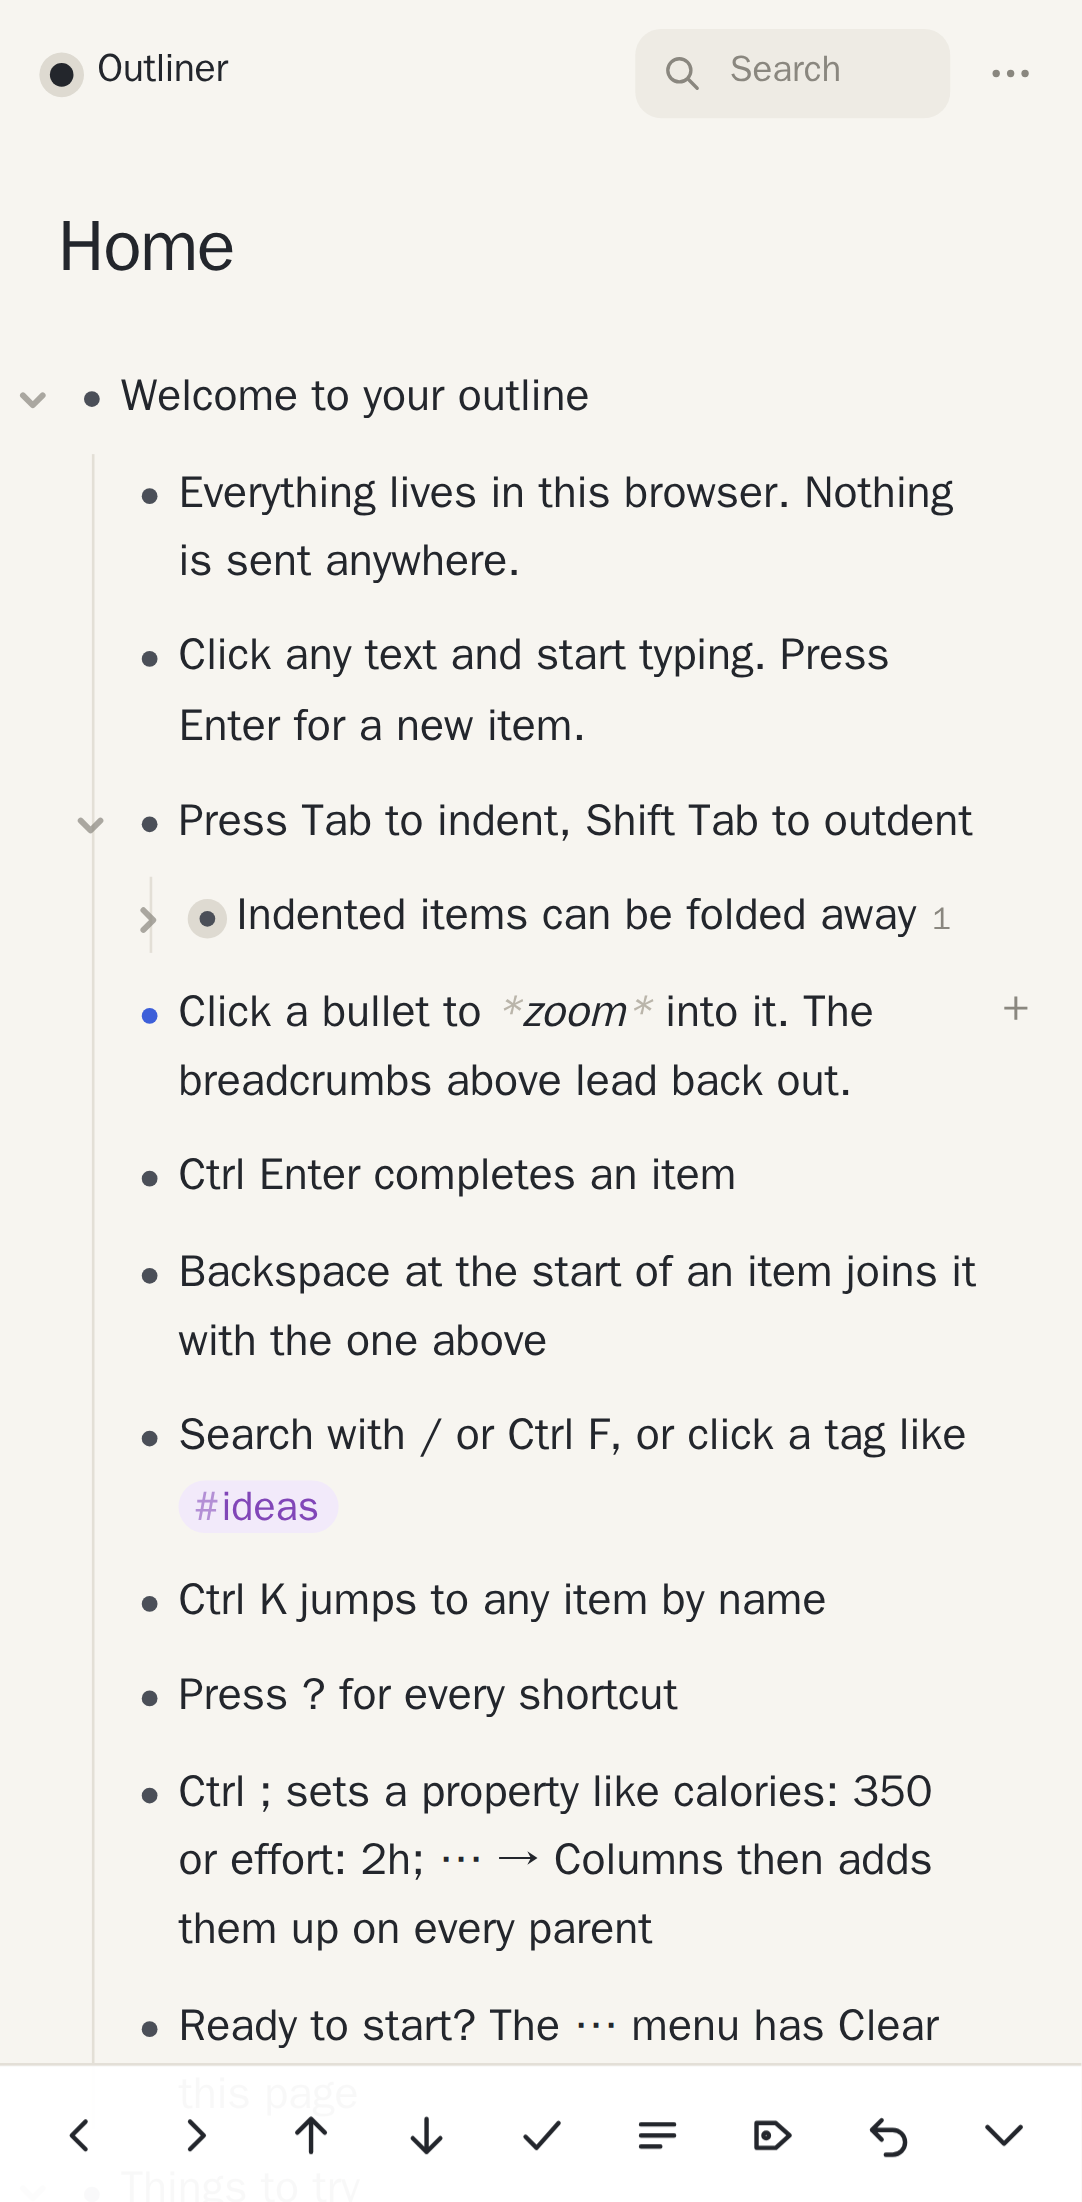 Outliner
Search
Home
Welcome to your outline
Everything lives in this browser. Nothing
is sent anywhere.
Click any text and start typing. Press
Enter for a new item.
Press Tab to indent, Shift Tab to outdent
Indented items can be folded away 1
Click a bullet to *zoom* into it. The
breadcrumbs above lead back out.
Ctrl Enter completes an item
Backspace at the start of an item joins it
with the one above
Search with / or Ctrl F, or click a tag like
#ideas
Ctrl K jumps to any item by name
Press ? for every shortcut
Ctrl ; sets a property like calories: 350
or effort: 2h; ··· → Columns then adds
them up on every parent
Ready to start? The ··· menu has Clear
this page
Things to try